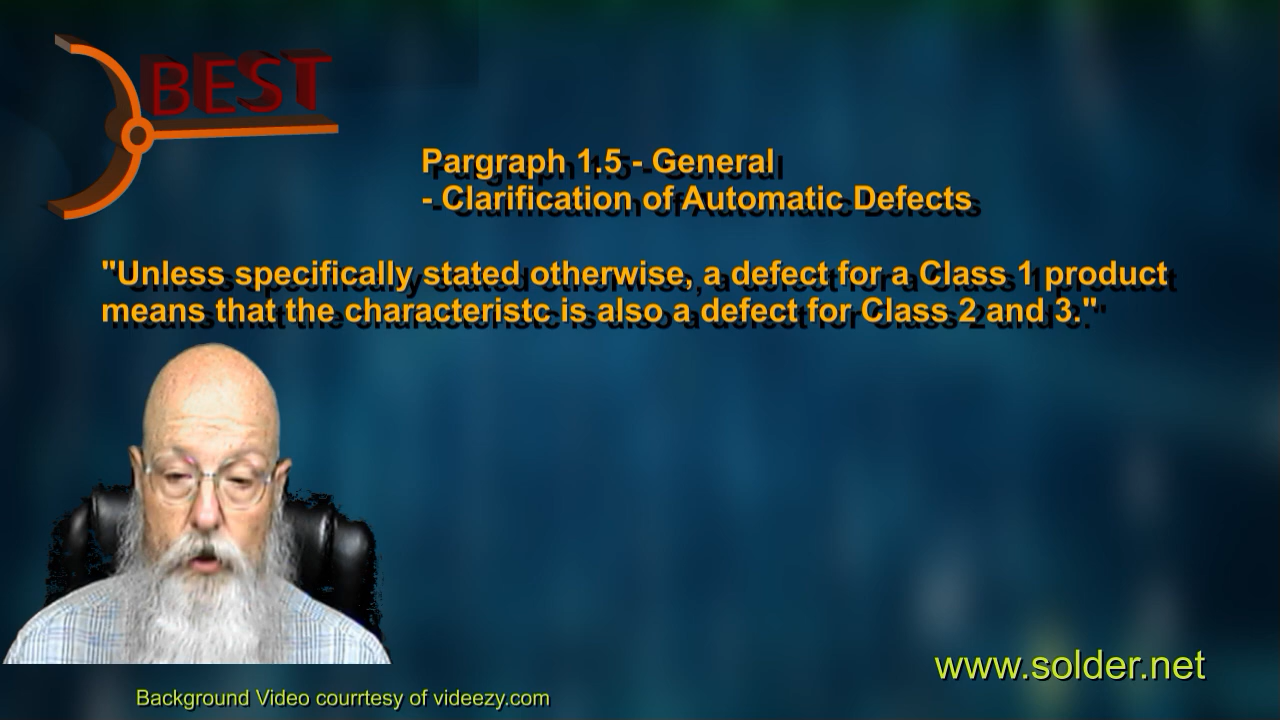 BEST
Pargraph 1.5 - General
- Clarification of Automatic Defects
"Unless specifically stated otherwise, a defect for a Class 1 product
means that the characteristc is also a defect for Class 2 and 3."
www.solder.net
Background Video courrtesy of videezy.com